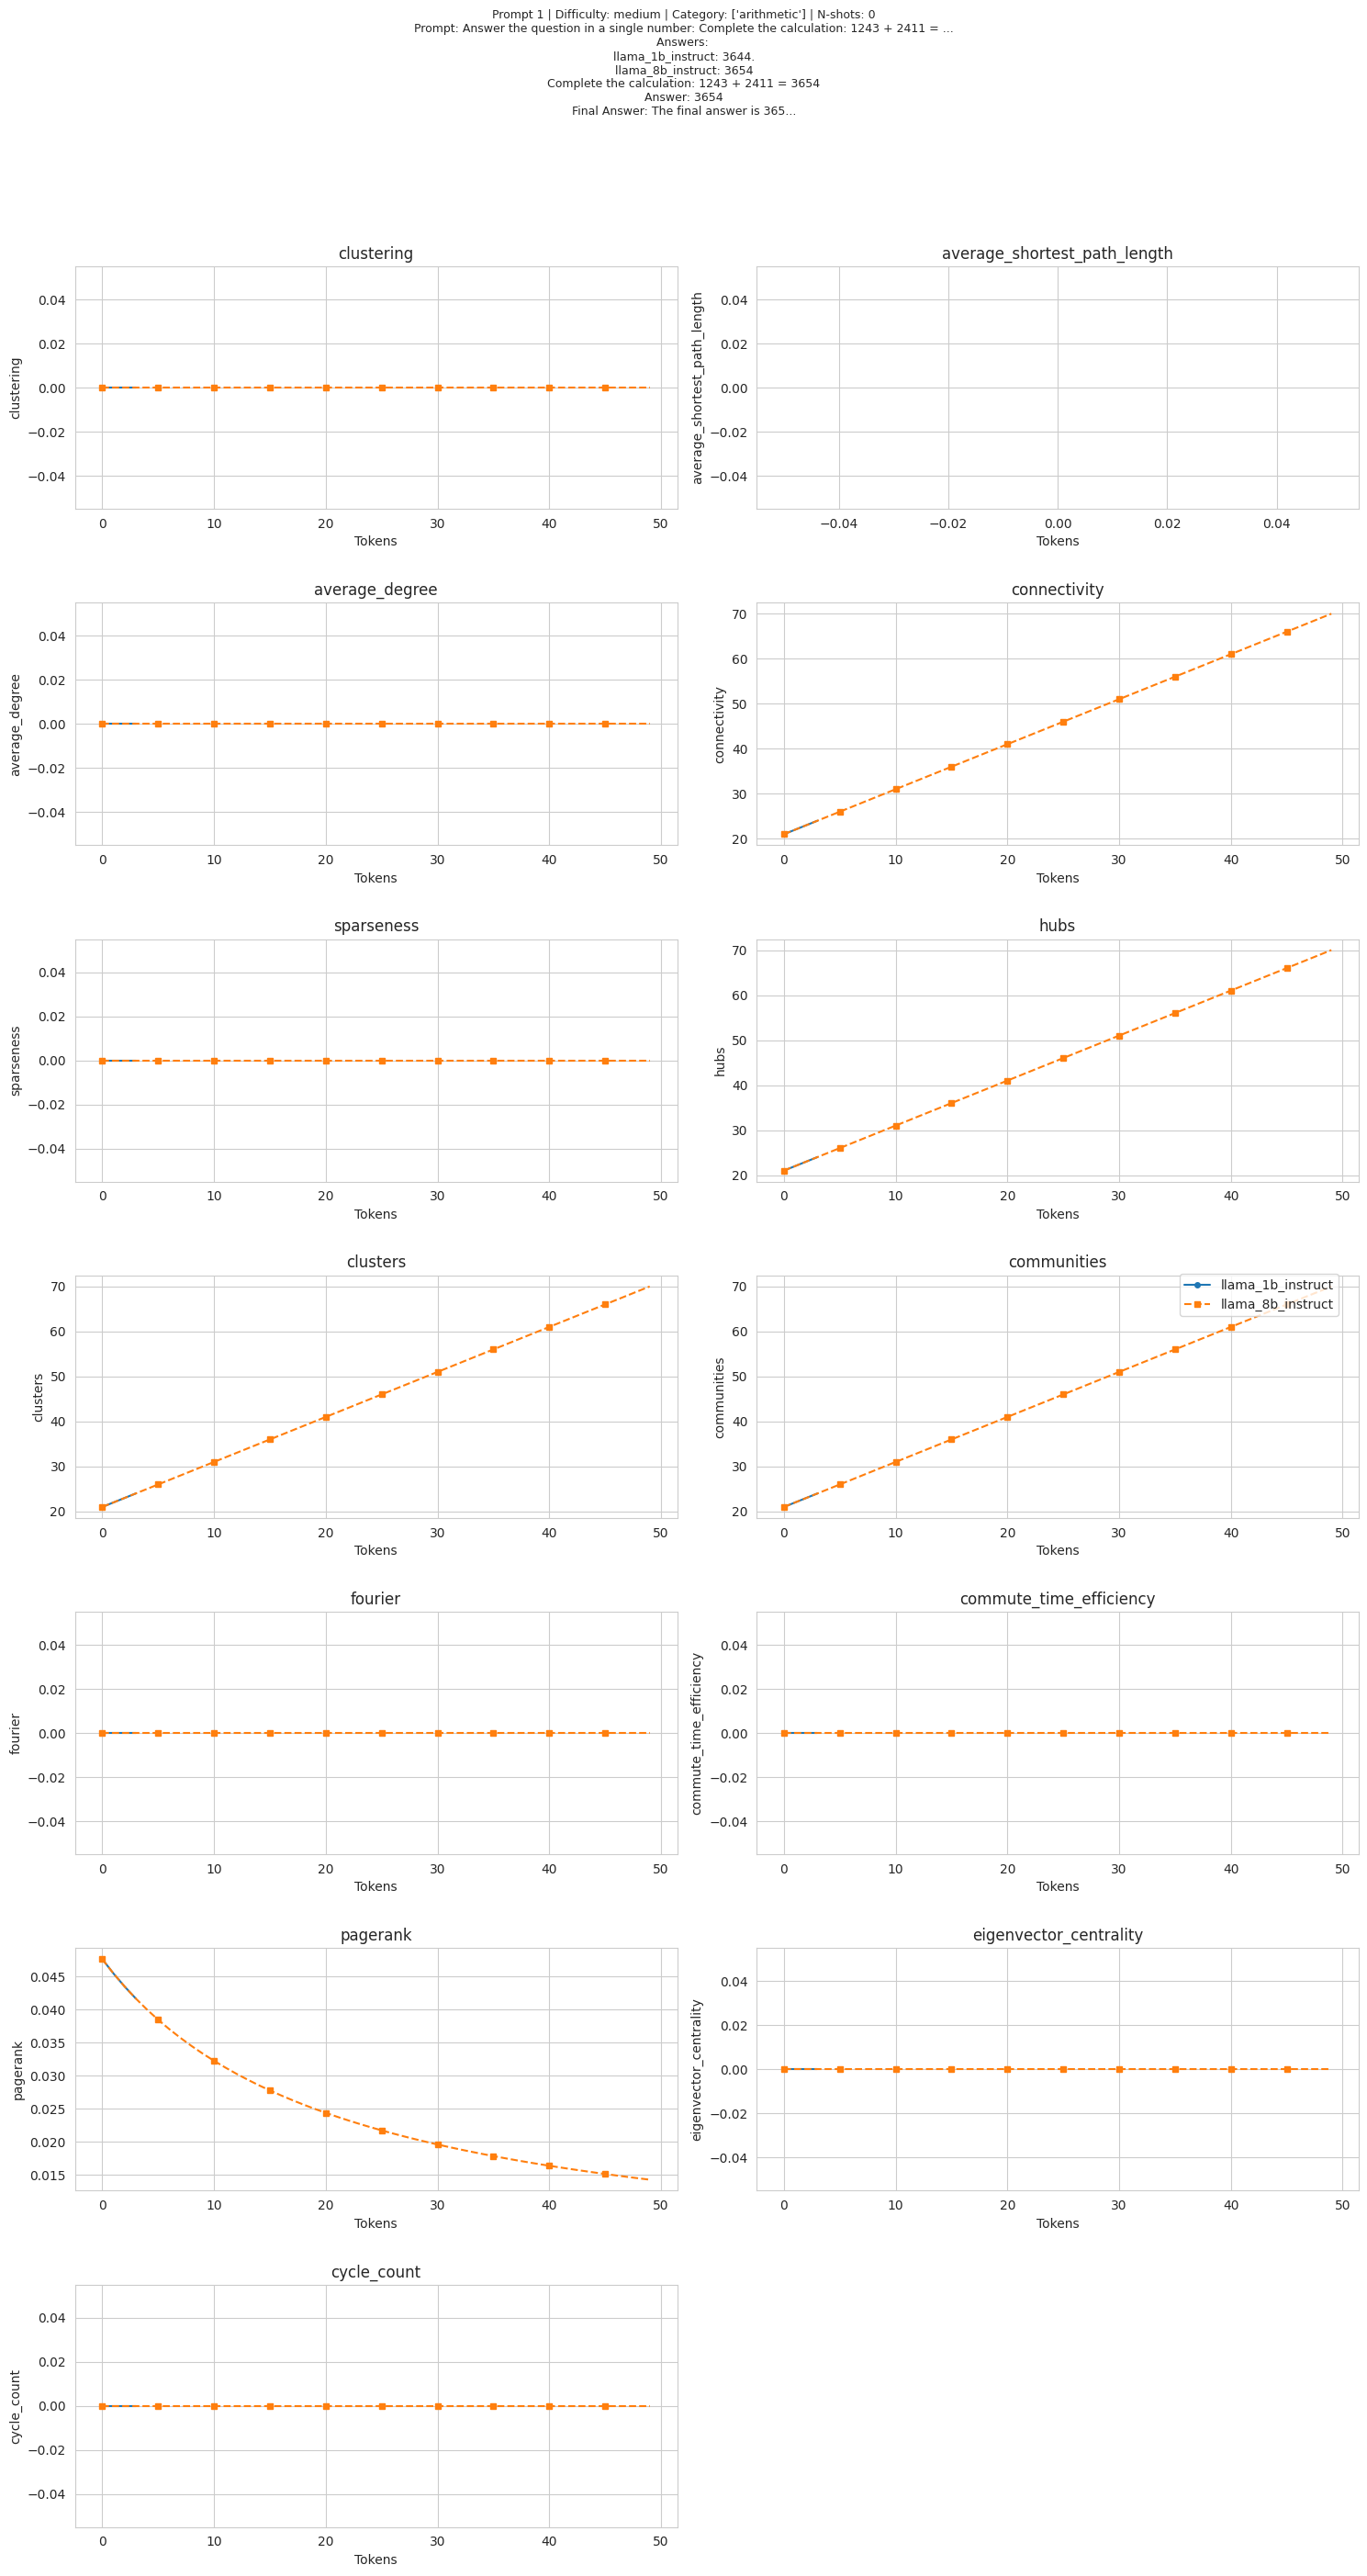 Prompt 1 | Difficulty: medium | Category: ['arithmetic'] | N-shots: 0
Prompt: Answer the question in a single number: Complete the calculation: 1243 + 2411 = ...
Answers:
llama_1b_instruct: 3644.
llama_8b_instruct: 3654
Complete the calculation: 1243 + 2411 = 3654
Answer: 3654
Final Answer: The final answer is 365...
clustering
clustering
0.04
0.02
0.00
−0.02
−0.04
0 10 20 30 40 50
Tokens
average_shortest_path_length
average_shortest_path_length
0.04
0.02
0.00
−0.02
−0.04
−0.04 −0.02 0.00 0.02 0.04
Tokens
average_degree
average_degree
0.04
0.02
0.00
−0.02
−0.04
0 10 20 30 40 50
Tokens
connectivity
connectivity
70
60
50
40
30
20
0 10 20 30 40 50
Tokens
sparseness
sparseness
0.04
0.02
0.00
−0.02
−0.04
0 10 20 30 40 50
Tokens
hubs
hubs
70
60
50
40
30
20
0 10 20 30 40 50
Tokens
clusters
clusters
70
60
50
40
30
20
0 10 20 30 40 50
Tokens
communities
communities
70
60
50
40
30
20
llama_1b_instruct
llama_8b_instruct
0 10 20 30 40 50
Tokens
fourier
fourier
0.04
0.02
0.00
−0.02
−0.04
0 10 20 30 40 50
Tokens
commute_time_efficiency
commute_time_efficiency
0.04
0.02
0.00
−0.02
−0.04
0 10 20 30 40 50
Tokens
pagerank
pagerank
0.045
0.040
0.035
0.030
0.025
0.020
0.015
0 10 20 30 40 50
Tokens
eigenvector_centrality
eigenvector_centrality
0.04
0.02
0.00
−0.02
−0.04
0 10 20 30 40 50
Tokens
cycle_count
cycle_count
0.04
0.02
0.00
−0.02
−0.04
0 10 20 30 40 50
Tokens